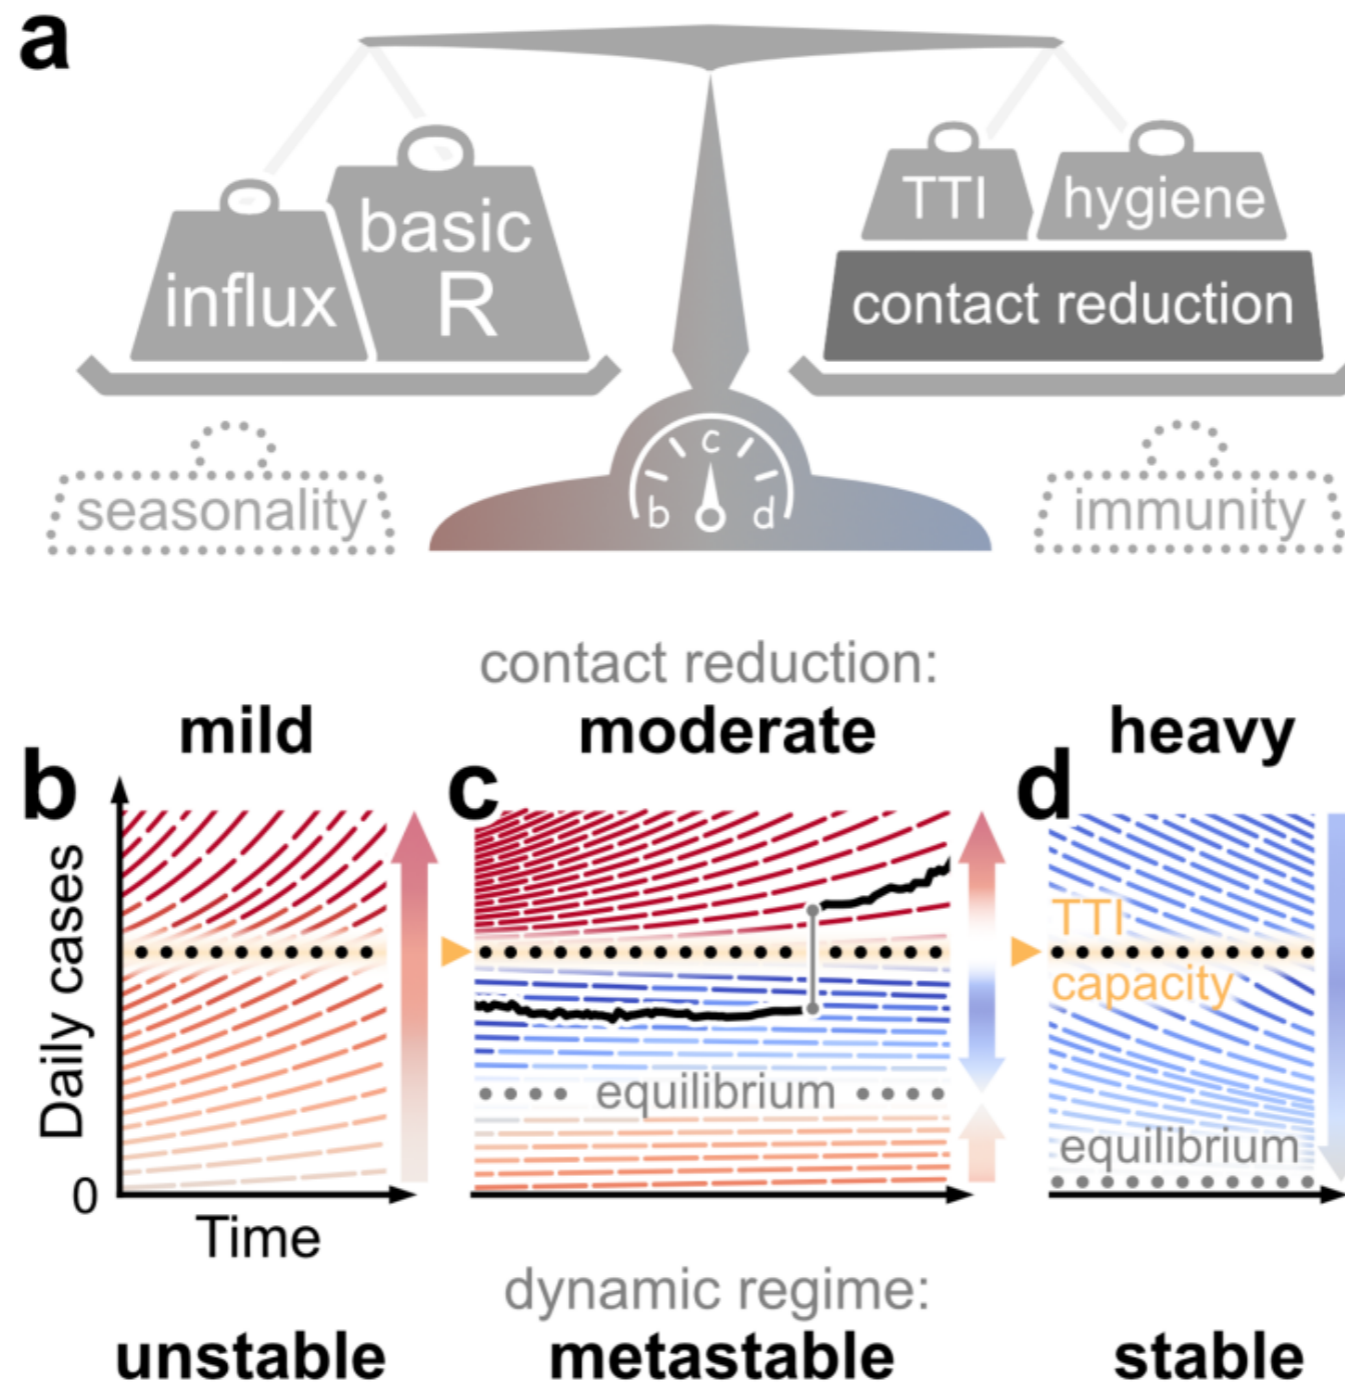 a
influx
basic
R
TTI
hygiene
contact reduction
seasonality
b
c
d
immunity
contact reduction:
mild
moderate
heavy
b
c
d
Daily cases
0
Time
equilibrium
TTI
capacity
equilibrium
dynamic regime:
unstable
metastable
stable